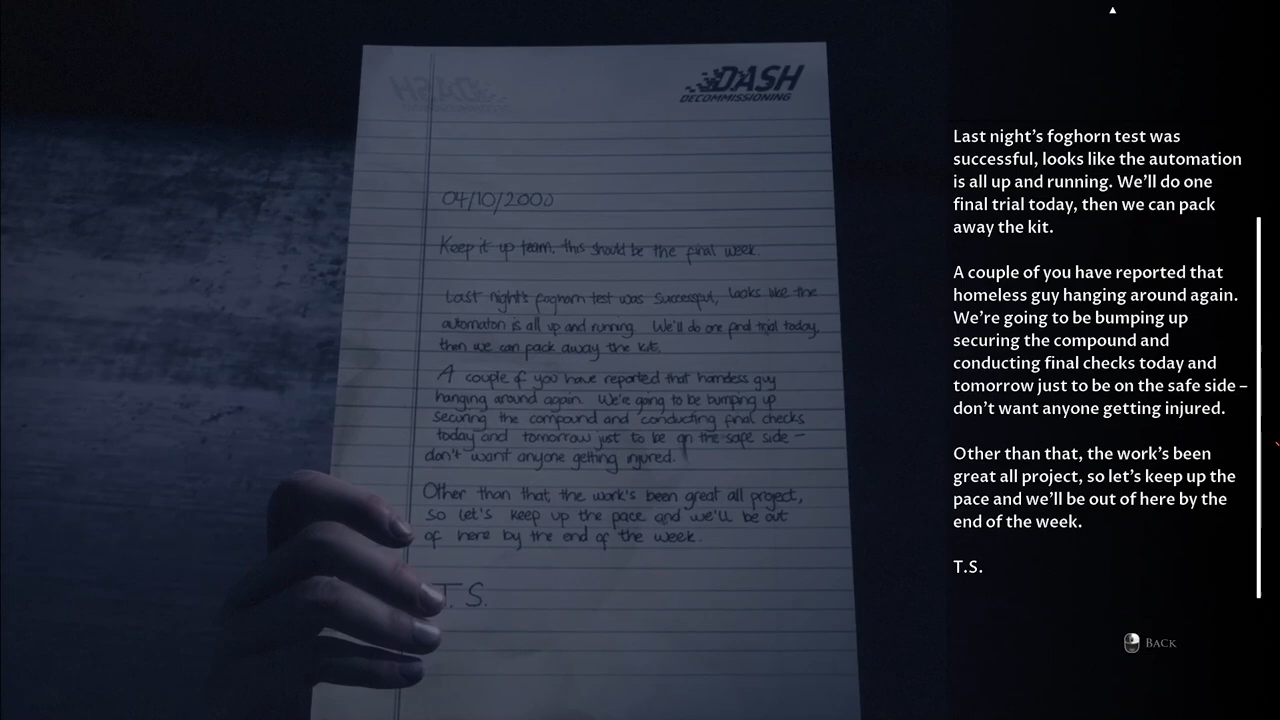 DASH
DECOMMISSIONING
04/10/2000
Keep it up team, this should be the final week.
Last night's foghorn test was successful, looks like the
automation is all up and running. We'll do one final trial today,
then we can pack away the kit.
A couple of you have reported that homeless guy
hanging around again. We're going to be bumping up
securing the compound and conducting final checks
today and tomorrow just to be on the safe side –
don't want anyone getting injured.
Other than that, the work's been great all project,
so let's keep up the pace and we'll be out
of here by the end of the week.
T. S.
Last night's foghorn test was
successful, looks like the automation
is all up and running. We'll do one
final trial today, then we can pack
away the kit.
A couple of you have reported that
homeless guy hanging around again.
We're going to be bumping up
securing the compound and
conducting final checks today and
tomorrow just to be on the safe side –
don't want anyone getting injured.
Other than that, the work's been
great all project, so let's keep up the
pace and we'll be out of here by the
end of the week.
T.S.
BACK